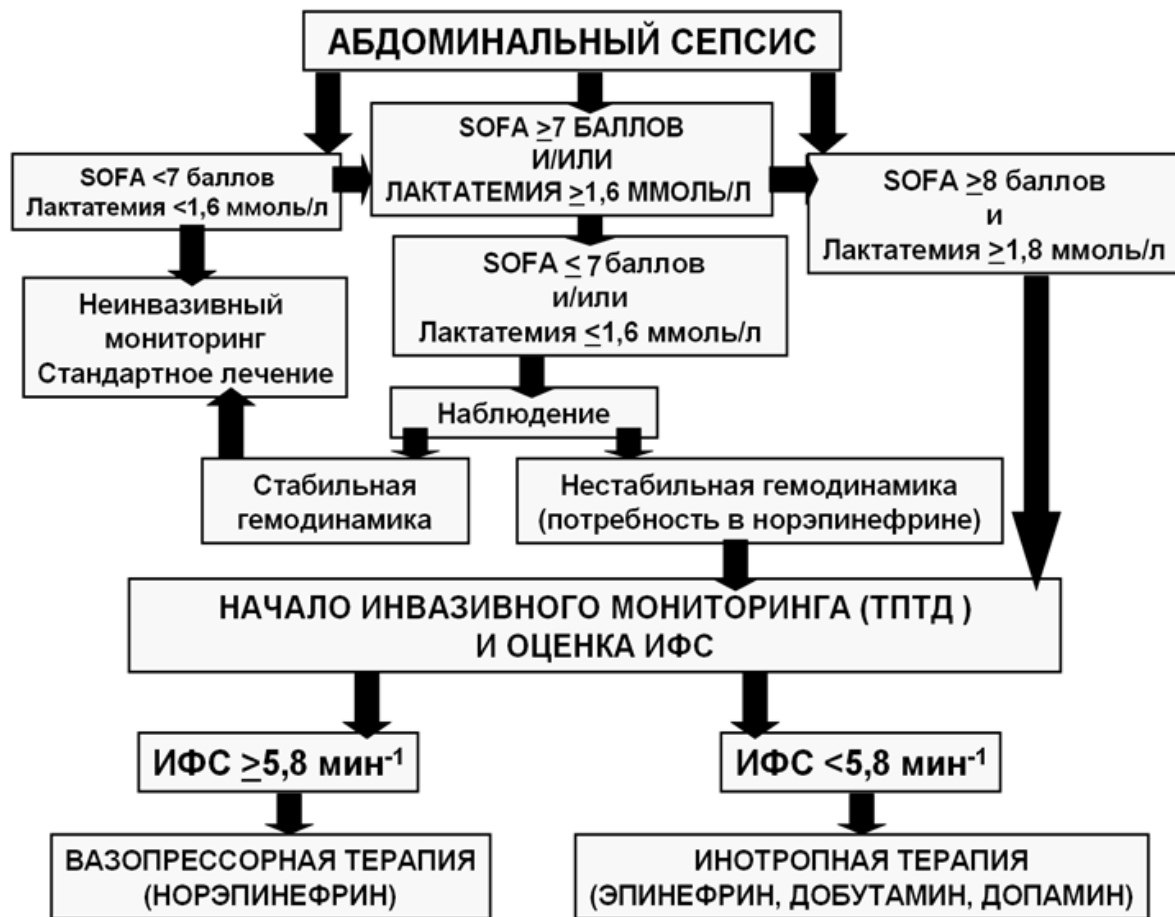 АБДОМИНАЛЬНЫЙ СЕПСИС
SOFA ≥7 БАЛЛОВ
И/ИЛИ
ЛАКТАТЕМИЯ ≥1,6 ММОЛЬ/Л
SOFA <7 баллов
Лактатемия <1,6 ммоль/л
SOFA ≥8 баллов
и
Лактатемия ≥1,8 ммоль/л
SOFA ≤ 7 баллов
и/или
Лактатемия ≤1,6 ммоль/л
Неинвазивный
мониторинг
Стандартное лечение
Наблюдение
Стабильная
гемодинамика
Нестабильная гемодинамика
(потребность в норэпинефрине)
НАЧАЛО ИНВАЗИВНОГО МОНИТОРИНГА (ТПТД )
И ОЦЕНКА ИФС
ИФС ≥5,8 мин⁻¹
ИФС <5,8 мин⁻¹
ВАЗОПРЕССОРНАЯ ТЕРАПИЯ
(НОРЭПИНЕФРИН)
ИНОТРОПНАЯ ТЕРАПИЯ
(ЭПИНЕФРИН, ДОБУТАМИН, ДОПАМИН)